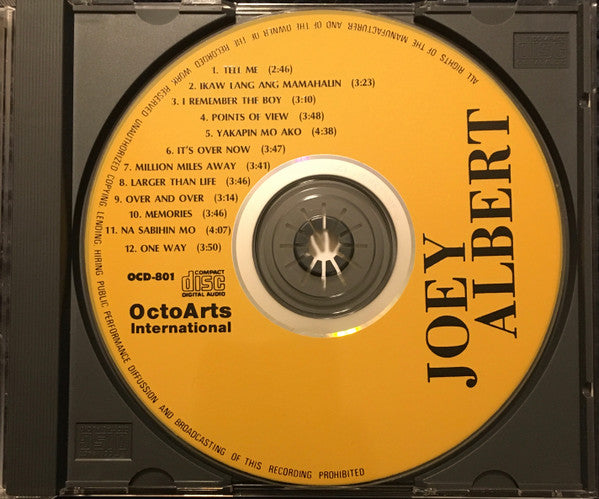 1. TELL ME (2:46)
2. IKAW LANG ANG MAMAHALIN (3:23)
3. I REMEMBER THE BOY (3:10)
4. POINTS OF VIEW (3:48)
5. YAKAPIN MO AKO (4:38)
6. IT'S OVER NOW (3:47)
7. MILLION MILES AWAY (3:41)
8. LARGER THAN LIFE (3:46)
9. OVER AND OVER (3:14)
10. MEMORIES (3:46)
11. NA SABIHIN MO (4:07)
12. ONE WAY (3:50)
OCD-801
COMPACT
disc
DIGITAL AUDIO
OctoArts
International
JOEY
ALBERT
ALL RIGHTS OF THE MANUFACTURER AND OF THE OWNER OF THE RECORDED WORK RESERVED UNAUTHORIZED COPYING LENDING HIRING PUBLIC PERFORMANCE DIFFUSSION AND BROADCASTING OF THIS RECORDING PROHIBITED